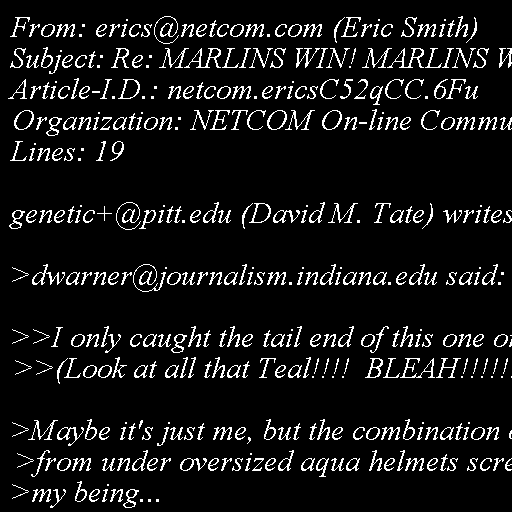 From: erics@netcom.com (Eric Smith)
Subject: Re: MARLINS WIN! MARLINS W
Article-I.D.: netcom.ericsC52qCC.6Fu
Organization: NETCOM On-line Commu
Lines: 19
genetic+@pitt.edu (David M. Tate) writes
>dwarner@journalism.indiana.edu said:
>>I only caught the tail end of this one o
>>(Look at all that Teal!!!!  BLEAH!!!!!!
>Maybe it's just me, but the combination
>from under oversized aqua helmets scre
>my being...